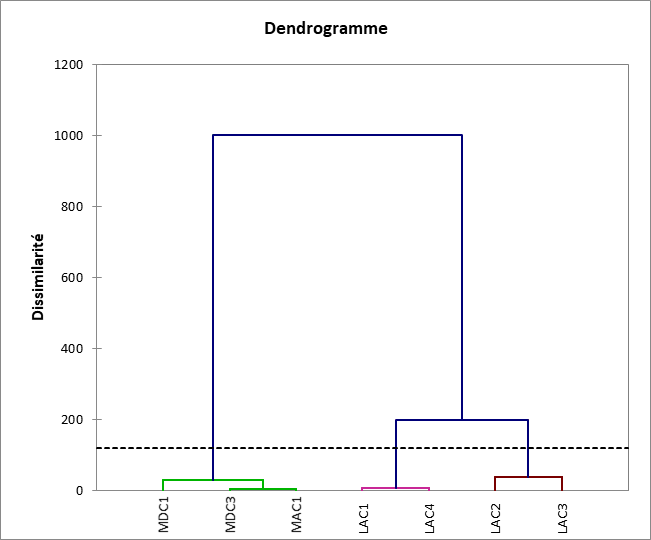 Dendrogramme
1200
1000
800
600
400
200
0
Dissimilarité
MDC1
MDC3
MAC1
LAC1
LAC4
LAC2
LAC3